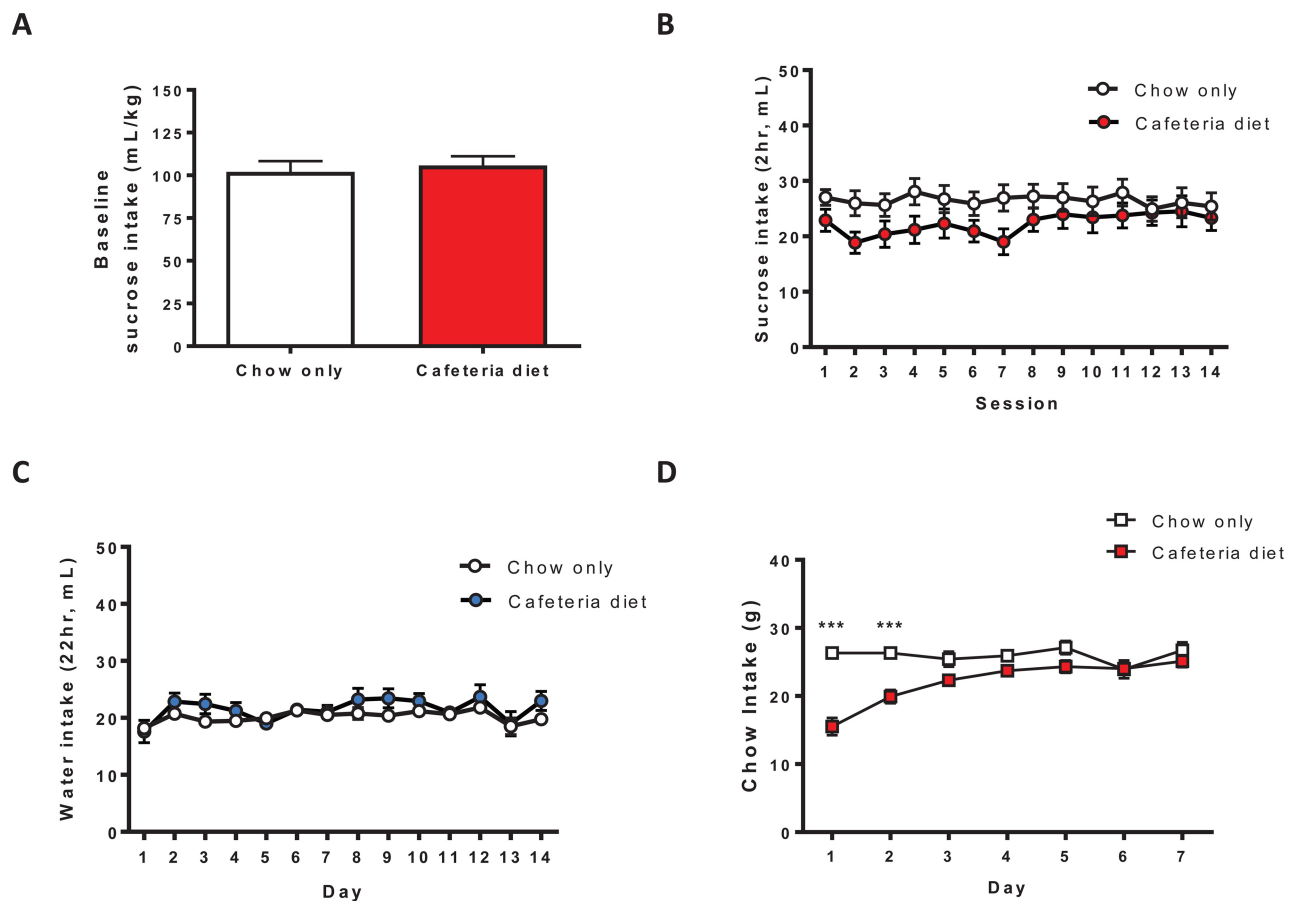 A
Baseline
sucrose intake (mL/kg)
150
125
100
75
50
25
0
Chow only
Cafeteria diet
B
Sucrose intake (2hr, mL)
50
40
30
20
10
0
Chow only
Cafeteria diet
1 2 3 4 5 6 7 8 9 10 11 12 13 14
Session
C
Water intake (22hr, mL)
50
40
30
20
10
0
Chow only
Cafeteria diet
1 2 3 4 5 6 7 8 9 10 11 12 13 14
Day
D
Chow Intake (g)
40
30
20
10
0
Chow only
Cafeteria diet
*** ***
1 2 3 4 5 6 7
Day